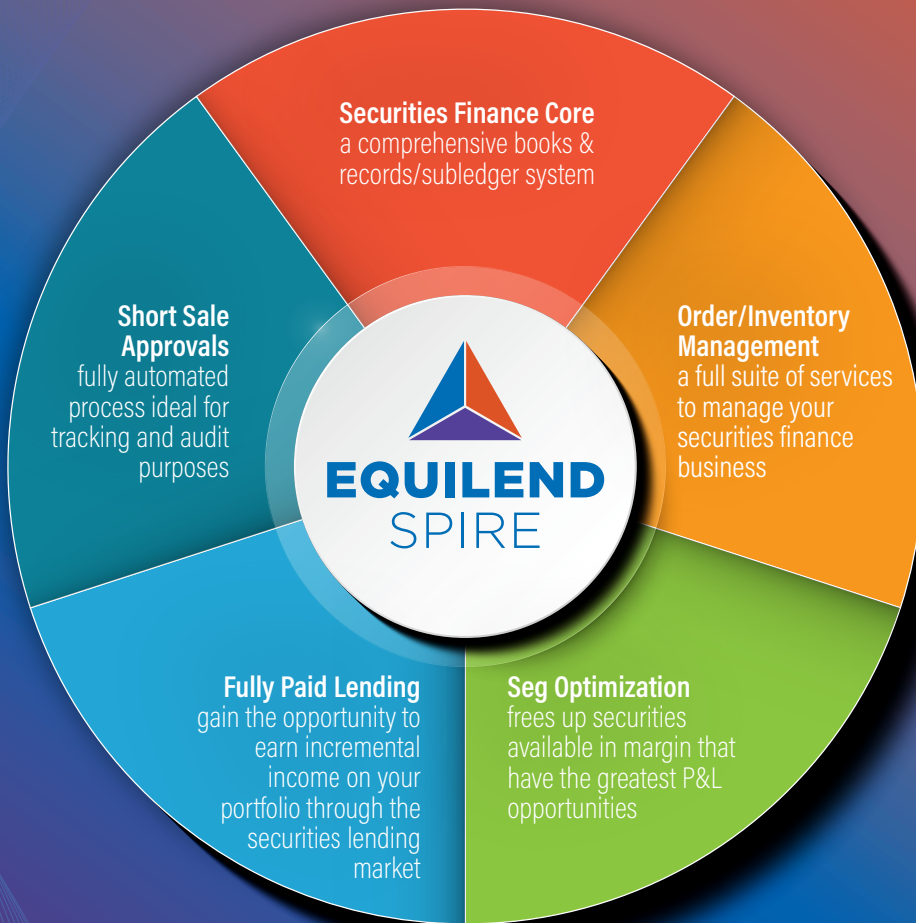 Securities Finance Core
a comprehensive books &
records/subledger system
Order/Inventory
Management
a full suite of services
to manage your
securities finance
business
Seg Optimization
frees up securities
available in margin that
have the greatest P&L
opportunities
Fully Paid Lending
gain the opportunity to
earn incremental
income on your
portfolio through the
securities lending
market
Short Sale
Approvals
fully automated
process ideal for
tracking and audit
purposes
EQUILEND
SPIRE